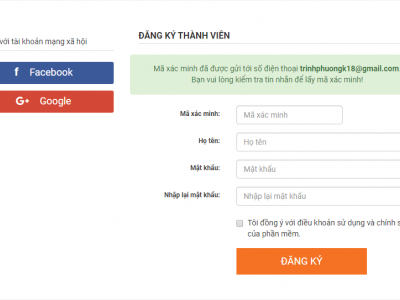 với tài khoản mạng xã hội
f Facebook
G+ Google
ĐĂNG KÝ THÀNH VIÊN
Mã xác minh đã được gửi tới số điện thoại trinhphuongk18@gmail.com.
Bạn vui lòng kiểm tra tin nhắn để lấy mã xác minh!
Mã xác minh: Mã xác minh
Họ tên: Họ tên
Mật khẩu: Mật khẩu
Nhập lại mật khẩu: Nhập lại mật khẩu
Tôi đồng ý với điều khoản sử dụng và chính
của phần mềm.
ĐĂNG KÝ